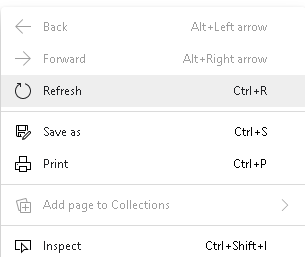 Back Alt+Left arrow
Forward Alt+Right arrow
Refresh Ctrl+R
Save as Ctrl+S
Print Ctrl+P
Add page to Collections
Inspect Ctrl+Shift+I